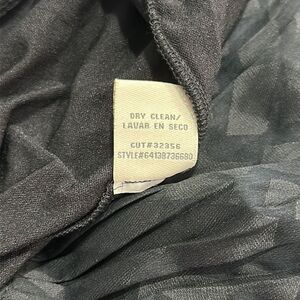 DRY CLEAN/
LAVAR EN SECO
CUT#32356
STYLE#64138736680